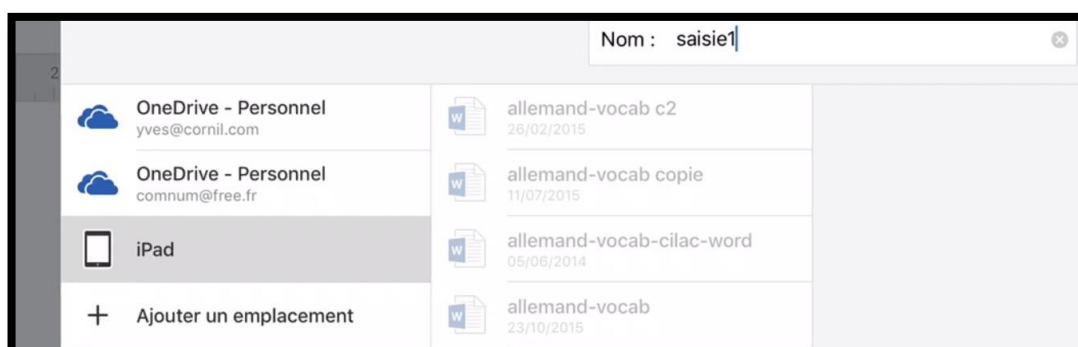 Nom : saisie1
2
OneDrive - Personnel
yves@cornil.com
OneDrive - Personnel
comnum@free.fr
iPad
Ajouter un emplacement
W allemand-vocab c2
26/02/2015
W allemand-vocab copie
11/07/2015
W allemand-vocab-cilac-word
05/06/2014
W allemand-vocab
23/10/2015